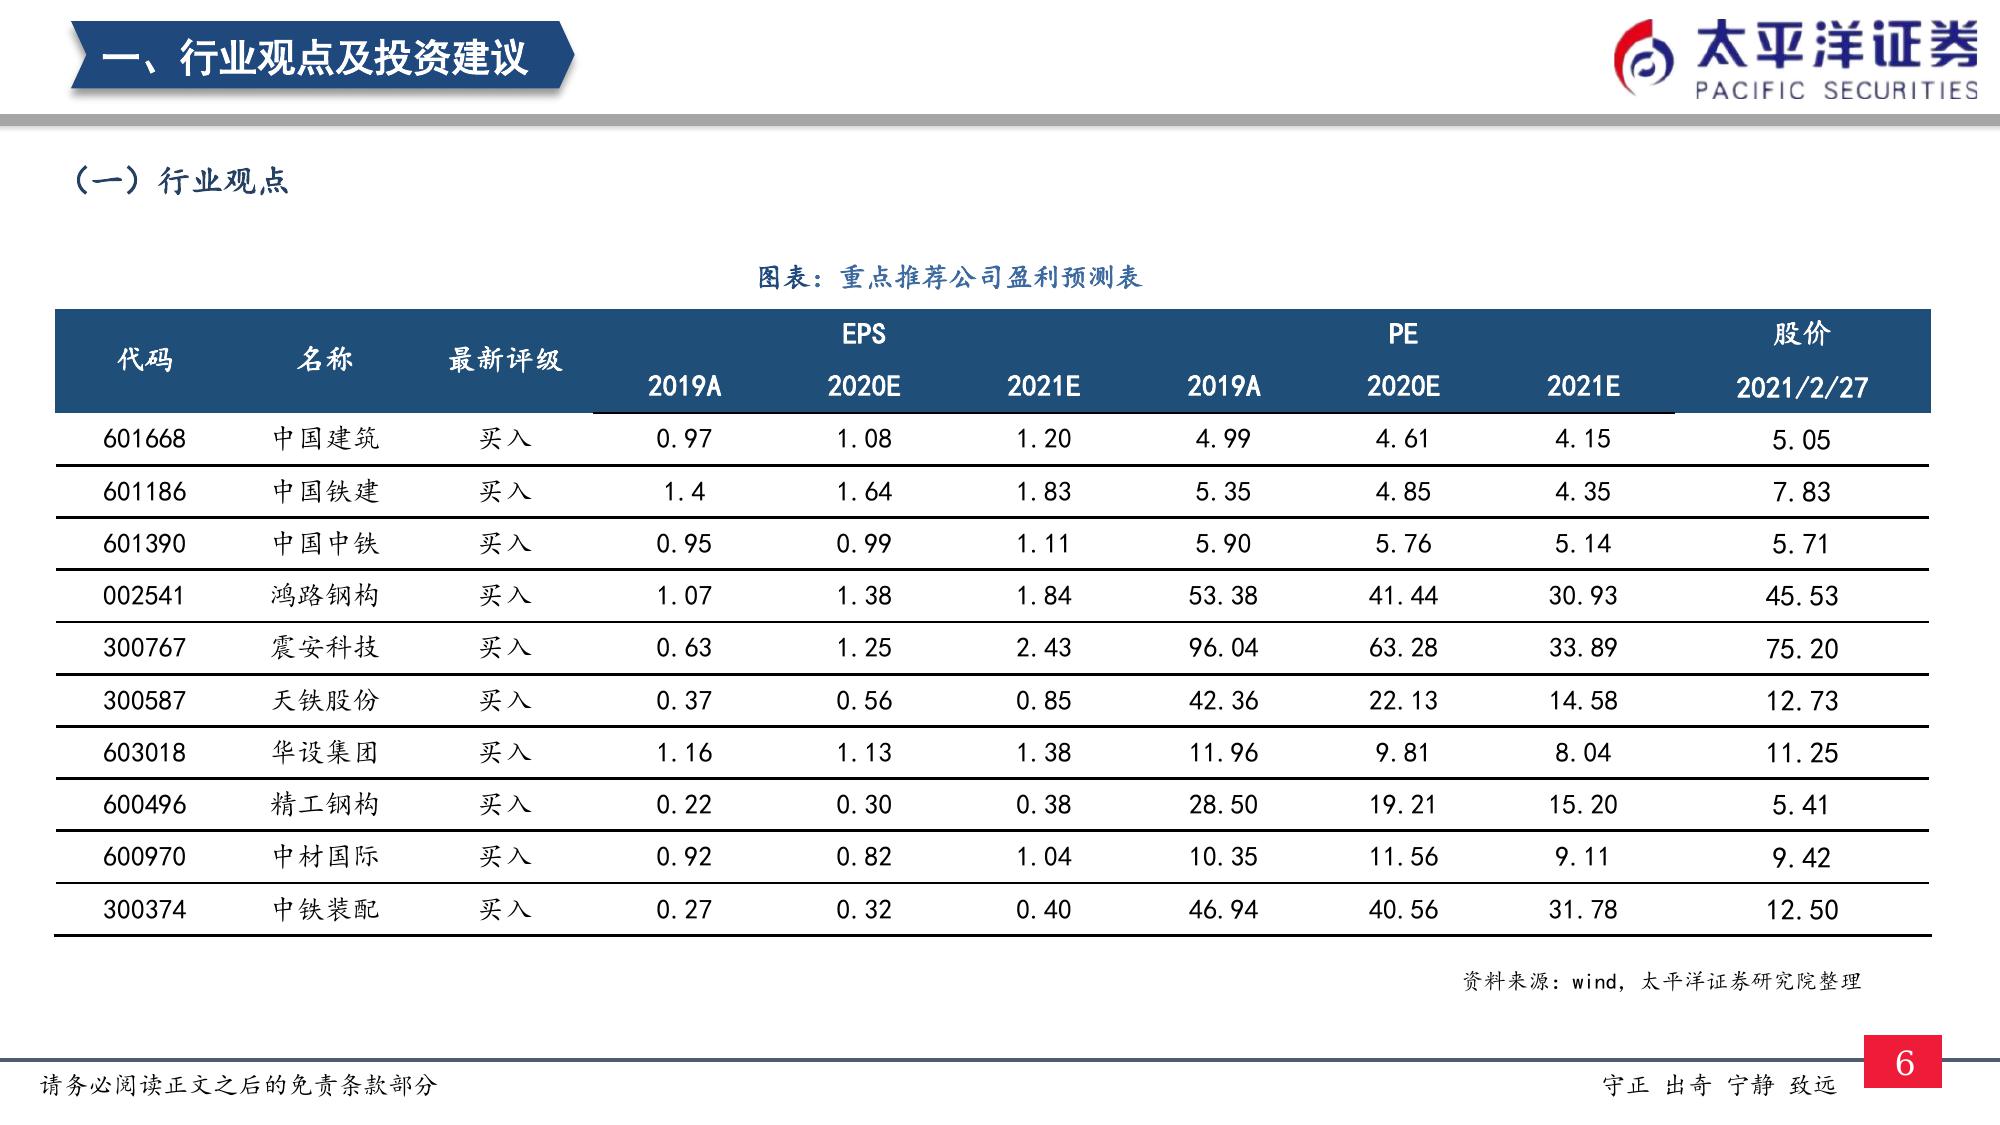 一、行业观点及投资建议
太平洋证券
PACIFIC SECURITIES
（一）行业观点
图表：重点推荐公司盈利预测表
代码 名称 最新评级 EPS PE 股价
2019A 2020E 2021E 2019A 2020E 2021E 2021/2/27
601668 中国建筑 买入 0.97 1.08 1.20 4.99 4.61 4.15 5.05
601186 中国铁建 买入 1.4 1.64 1.83 5.35 4.85 4.35 7.83
601390 中国中铁 买入 0.95 0.99 1.11 5.90 5.76 5.14 5.71
002541 鸿路钢构 买入 1.07 1.38 1.84 53.38 41.44 30.93 45.53
300767 震安科技 买入 0.63 1.25 2.43 96.04 63.28 33.89 75.20
300587 天铁股份 买入 0.37 0.56 0.85 42.36 22.13 14.58 12.73
603018 华设集团 买入 1.16 1.13 1.38 11.96 9.81 8.04 11.25
600496 精工钢构 买入 0.22 0.30 0.38 28.50 19.21 15.20 5.41
600970 中材国际 买入 0.92 0.82 1.04 10.35 11.56 9.11 9.42
300374 中铁装配 买入 0.27 0.32 0.40 46.94 40.56 31.78 12.50
资料来源：wind，太平洋证券研究院整理
请务必阅读正文之后的免责条款部分
守正 出奇 宁静 致远
6